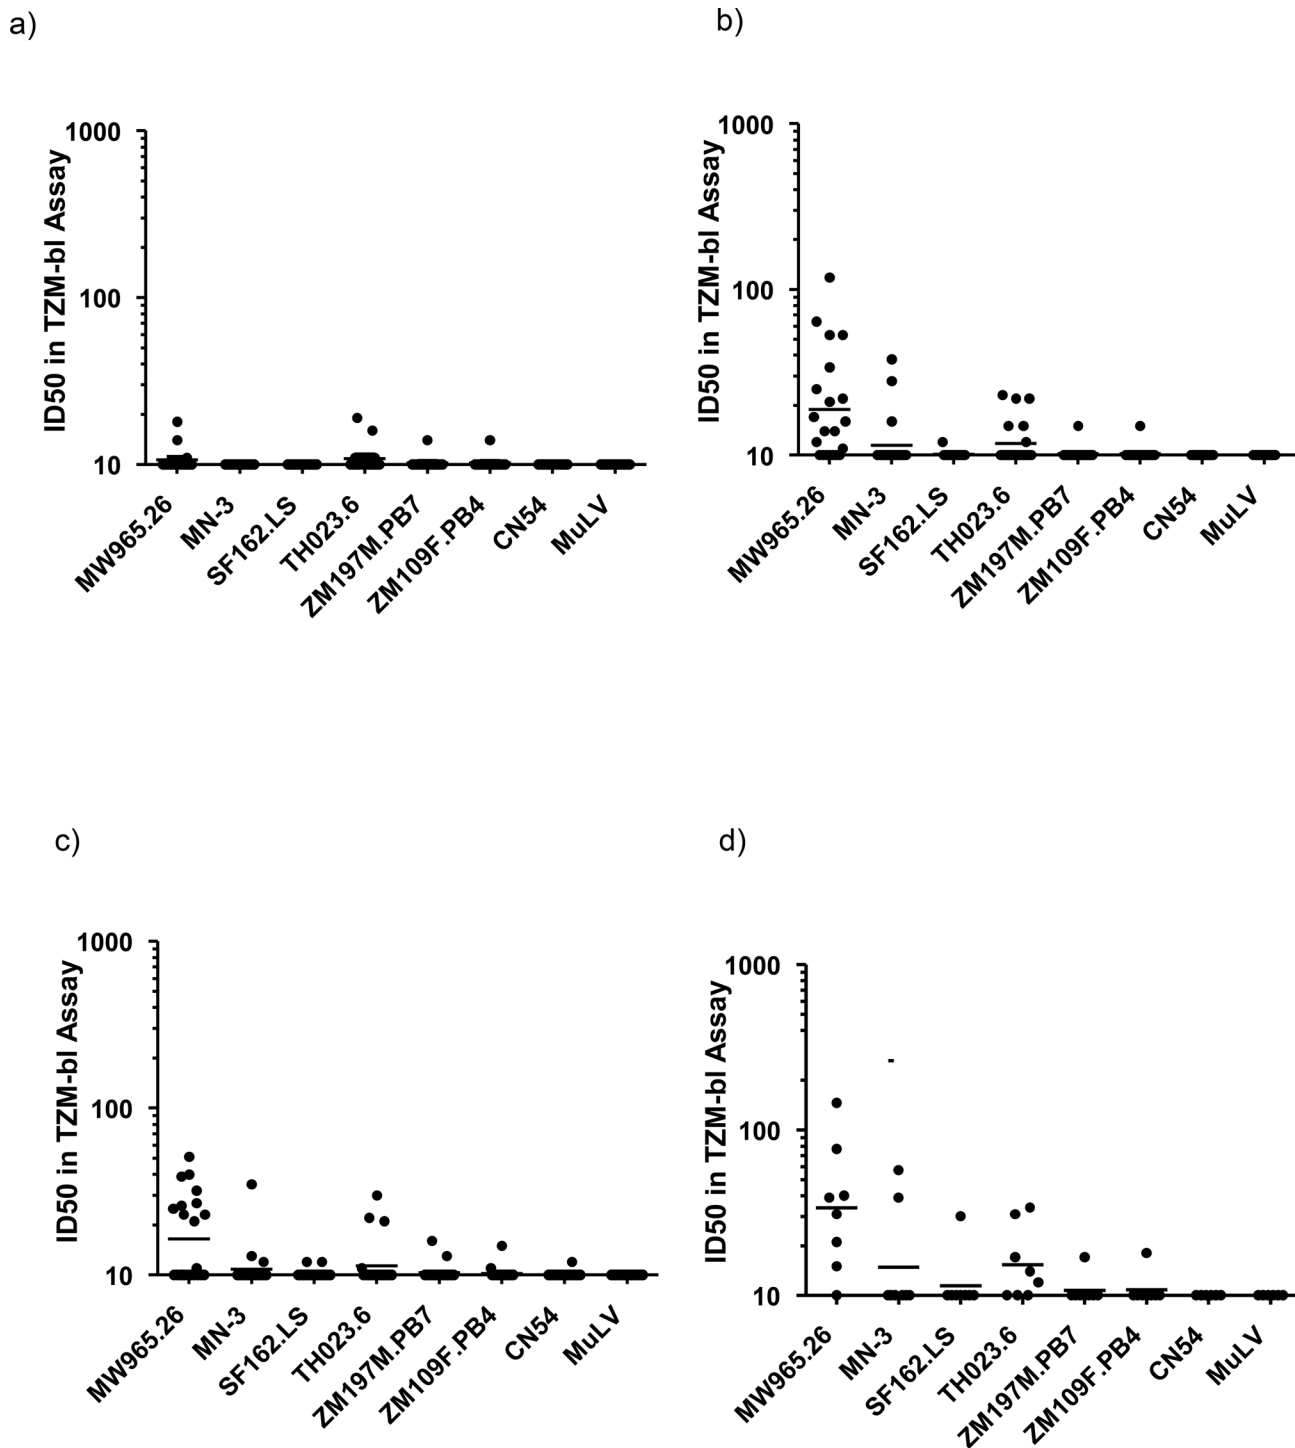 a)
ID50 in TZM-bl Assay
1000
100
10
MW965.26
MN-3
SF162.LS
TH023.6
ZM197M.PB7
ZM109F.PB4
CN54
MuLV
b)
ID50 in TZM-bl Assay
1000
100
10
MW965.26
MN-3
SF162.LS
TH023.6
ZM197M.PB7
ZM109F.PB4
CN54
MuLV
c)
ID50 in TZM-bl Assay
1000
100
10
MW965.26
MN-3
SF162.LS
TH023.6
ZM197M.PB7
ZM109F.PB4
CN54
MuLV
d)
ID50 in TZM-bl Assay
1000
100
10
MW965.26
MN-3
SF162.LS
TH023.6
ZM197M.PB7
ZM109F.PB4
CN54
MuLV